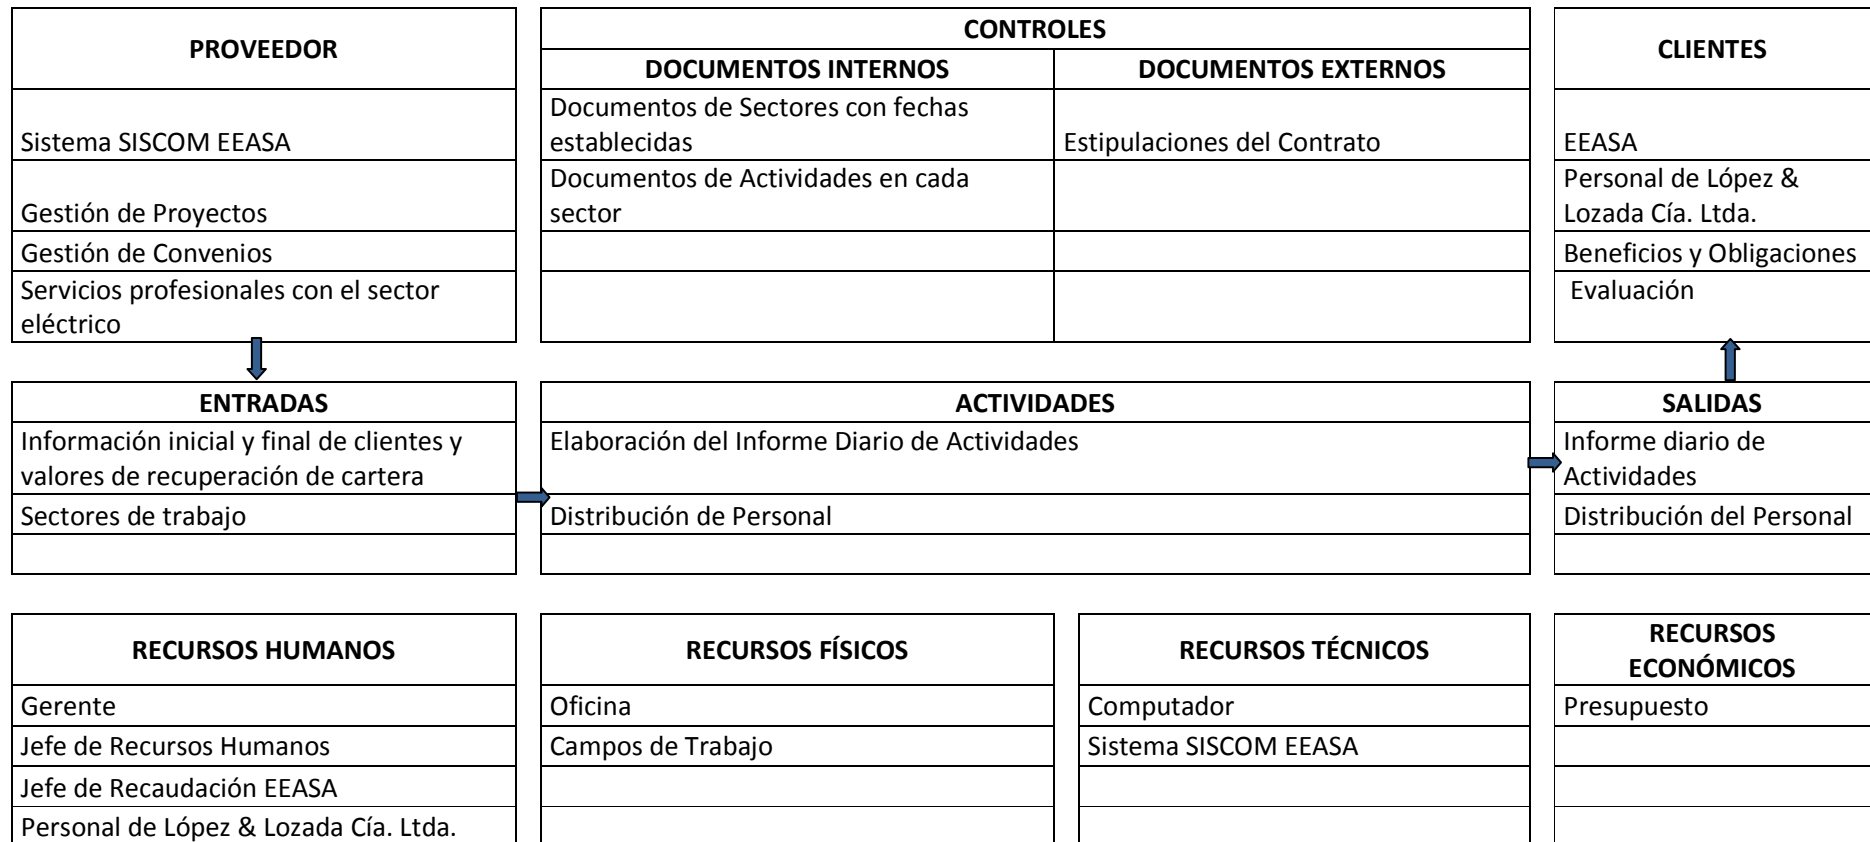 PROVEEDOR
Sistema SISCOM EEASA
Gestión de Proyectos
Gestión de Convenios
Servicios profesionales con el sector
eléctrico
CONTROLES
DOCUMENTOS INTERNOS
DOCUMENTOS EXTERNOS
Documentos de Sectores con fechas
establecidas
Estipulaciones del Contrato
Documentos de Actividades en cada
sector
CLIENTES
EEASA
Personal de López &
Lozada Cía. Ltda.
Beneficios y Obligaciones
Evaluación
ENTRADAS
Información inicial y final de clientes y
valores de recuperación de cartera
Sectores de trabajo
ACTIVIDADES
Elaboración del Informe Diario de Actividades
Distribución de Personal
SALIDAS
Informe diario de
Actividades
Distribución del Personal
RECURSOS HUMANOS
Gerente
Jefe de Recursos Humanos
Jefe de Recaudación EEASA
Personal de López & Lozada Cía. Ltda.
RECURSOS FÍSICOS
Oficina
Campos de Trabajo
RECURSOS TÉCNICOS
Computador
Sistema SISCOM EEASA
RECURSOS
ECONÓMICOS
Presupuesto